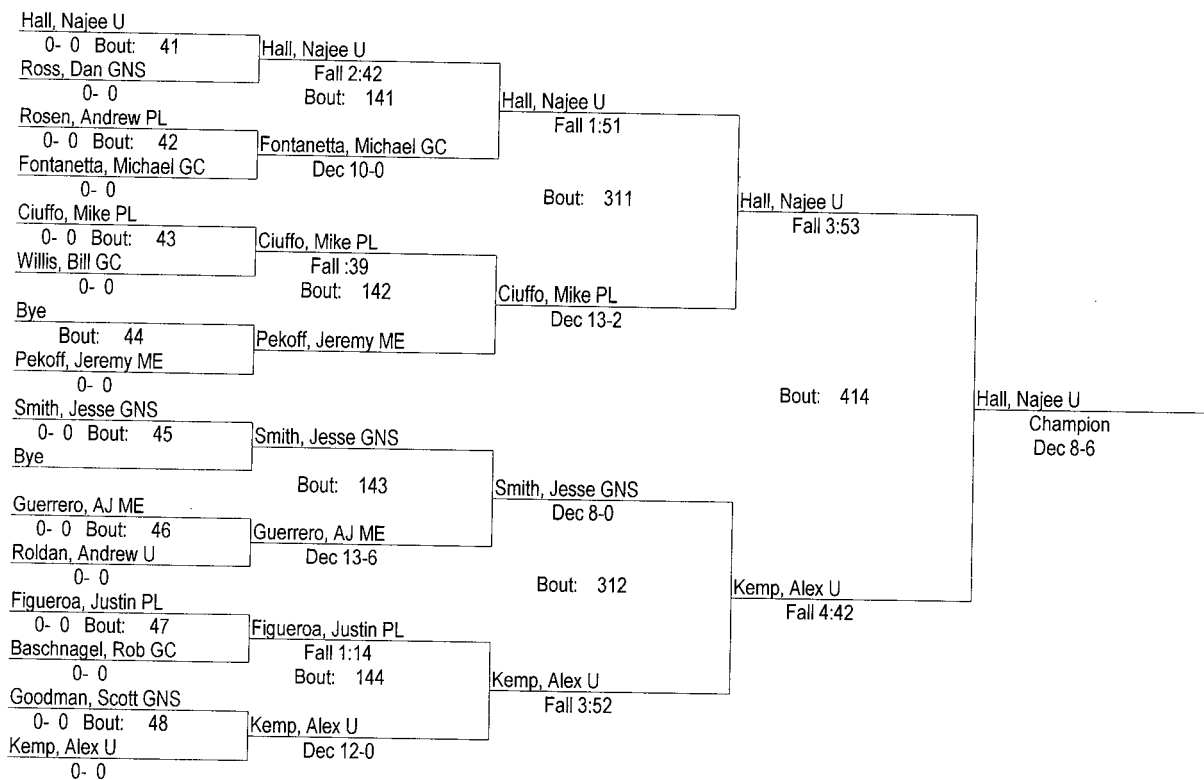 Hall, Najee U
0- 0 Bout: 41
Ross, Dan GNS
0- 0
Rosen, Andrew PL
0- 0 Bout: 42
Fontanetta, Michael GC
0- 0
Ciuffo, Mike PL
0- 0 Bout: 43
Willis, Bill GC
0- 0
Bye
Bout: 44
Pekoff, Jeremy ME
0- 0
Smith, Jesse GNS
0- 0 Bout: 45
Bye
Guerrero, AJ ME
0- 0 Bout: 46
Roldan, Andrew U
0- 0
Figueroa, Justin PL
0- 0 Bout: 47
Baschnagel, Rob GC
0- 0
Goodman, Scott GNS
0- 0 Bout: 48
Kemp, Alex U
0- 0
Hall, Najee U
Fall 2:42
Bout: 141
Fontanetta, Michael GC
Dec 10-0
Ciuffo, Mike PL
Fall :39
Bout: 142
Pekoff, Jeremy ME
Smith, Jesse GNS
Bout: 143
Guerrero, AJ ME
Dec 13-6
Figueroa, Justin PL
Fall 1:14
Bout: 144
Kemp, Alex U
Dec 12-0
Hall, Najee U
Fall 1:51
Bout: 311
Ciuffo, Mike PL
Dec 13-2
Smith, Jesse GNS
Dec 8-0
Bout: 312
Kemp, Alex U
Fall 3:52
Hall, Najee U
Fall 3:53
Bout: 414
Kemp, Alex U
Fall 4:42
Hall, Najee U
Champion
Dec 8-6